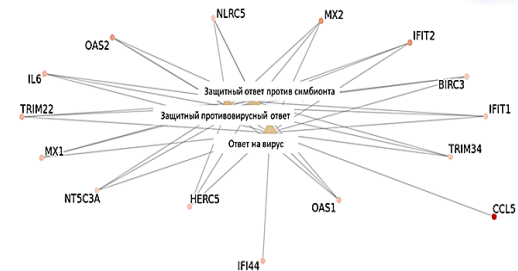 NLRC5
MX2
OAS2
IFIT2
IL6
BIRC3
Защитный ответ против симбионта
TRIM22
IFIT1
Защитный противовирусный ответ
Ответ на вирус
MX1
TRIM34
NT5C3A
HERC5
OAS1
CCL5
IFI44